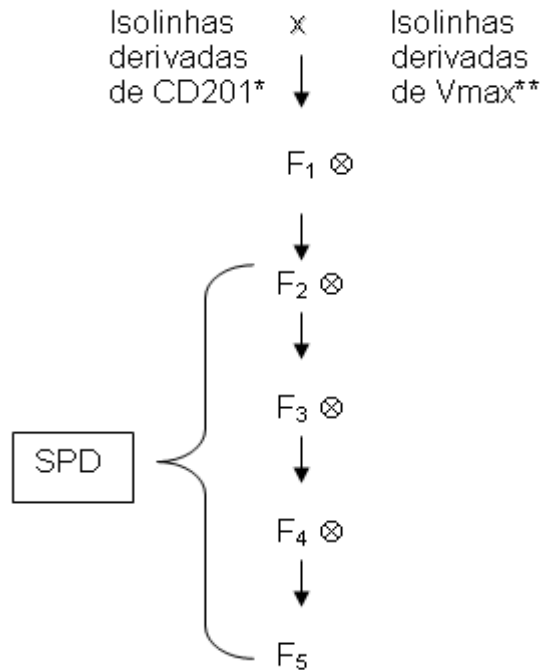 Isolinhas x Isolinhas
derivadas derivadas
de CD201* de Vmax**
F₁ ⊗
F₂ ⊗
F₃ ⊗
SPD
F₄ ⊗
F₅